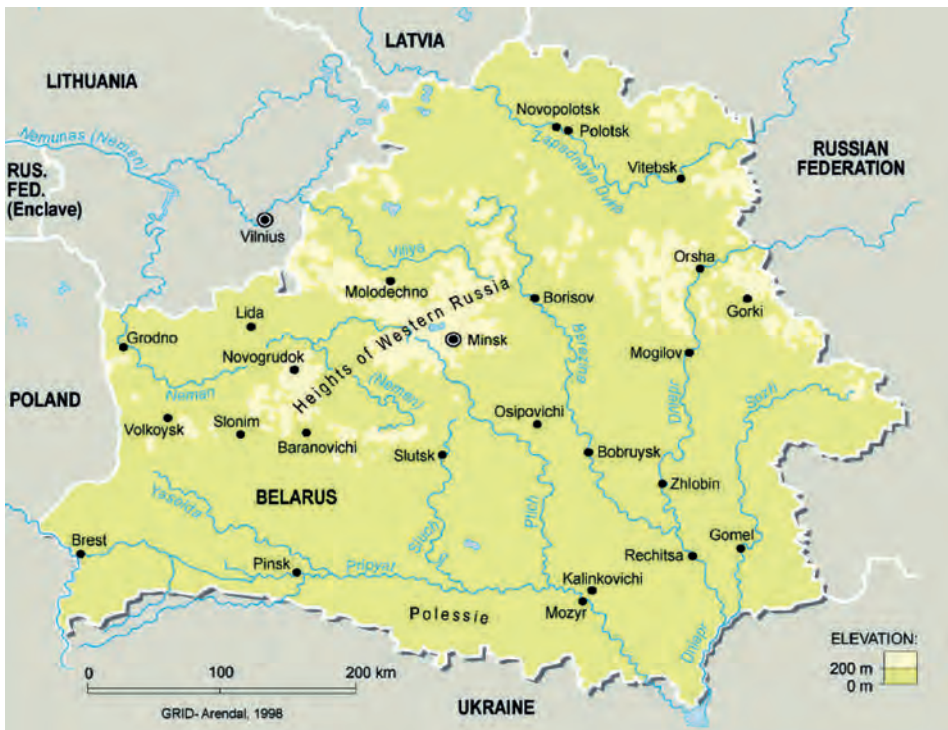 LATVIA
LITHUANIA
Novopolotsk
Polotsk
Nemunas (Neman)
Zapadnaya Dvina
RUSSIAN
FEDERATION
RUS.
FED.
(Enclave)
Vitebsk
Vilnius
Viliya
Orsha
Molodechno
Borisov
Gorki
Heights of Western Russia
Lida
Grodno
Minsk
Berezina
Mogilov
Novogrudok
Neman
(Neman)
Dniapr
Sozh
POLAND
Volkoysk
Slonim
Baranovichi
Osipovichi
Slutsk
Bobruysk
BELARUS
Zhlobin
Yasolda
Sluch
Ptich
Brest
Pinsk
Pripyat
Gomel
Rechitsa
Kalinkovichi
Mozyr
Polessie
Dniapr
ELEVATION:
200 m
0 m
0 100 200 km
GRID- Arendal, 1998
UKRAINE